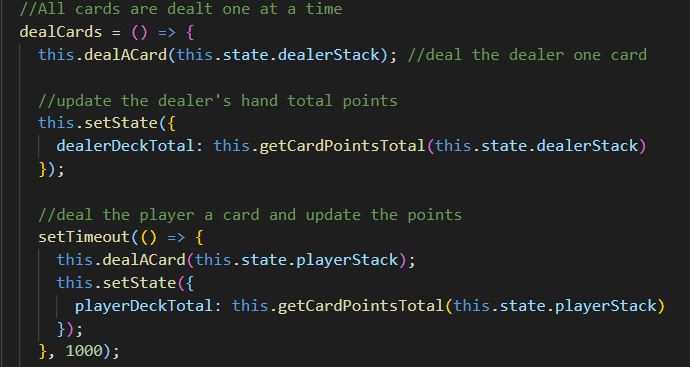 //All cards are dealt one at a time
dealCards = () => {
this.dealACard(this.state.dealerStack); //deal the dealer one card
//update the dealer's hand total points
this.setState({
dealerDeckTotal: this.getCardPointsTotal(this.state.dealerStack)
});
//deal the player a card and update the points
setTimeout(() => {
this.dealACard(this.state.playerStack);
this.setState({
playerDeckTotal: this.getCardPointsTotal(this.state.playerStack)
});
}, 1000);